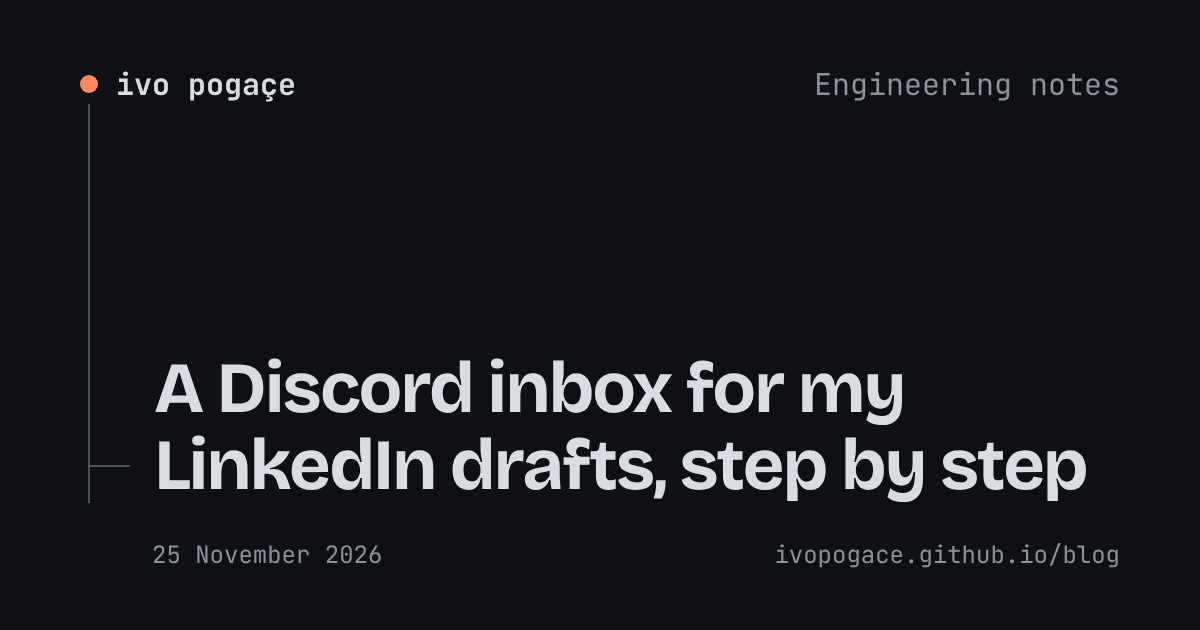 ivo pogaçe
Engineering notes
A Discord inbox for my
LinkedIn drafts, step by step
25 November 2026
ivopogace.github.io/blog